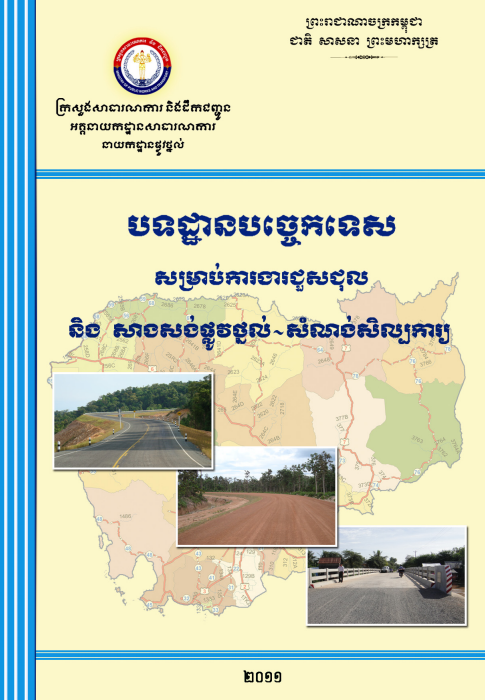 ព្រះរាជាណាចក្រកម្ពុជា
ជាតិ សាសនា ព្រះមហាក្សត្រ
ក្រសួងសាធារណការ និងដឹកជញ្ជូន
អគ្គនាយកដ្ឋានសាធារណការ
នាយកដ្ឋានផ្លូវថ្នល់
បទដ្ឋានបច្ចេកទេស
សម្រាប់ការងារជួសជុល
និង សាងសង់ផ្លូវថ្នល់~សំណង់សិល្បការ្យ
២០១១